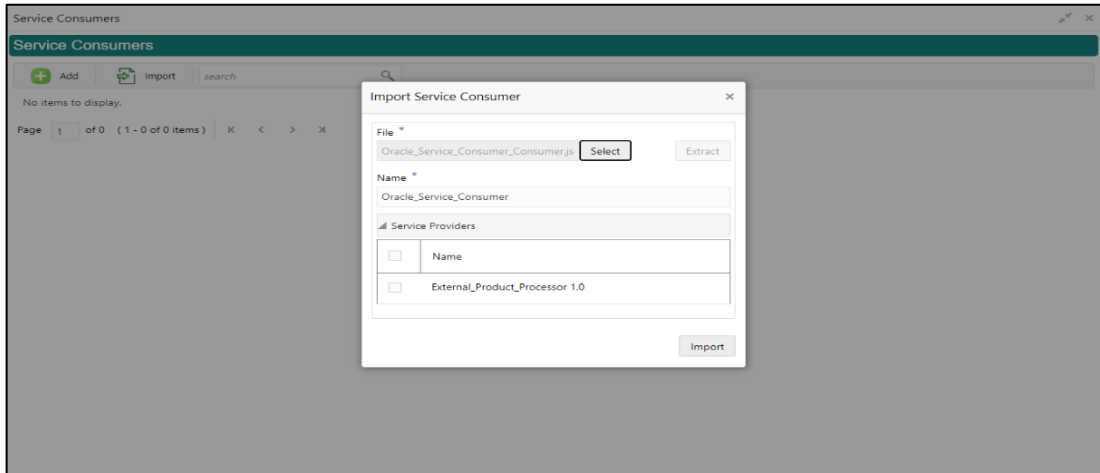 Service Consumers
Service Consumers
Add Import search
No items to display.
Page 1 of 0 ( 1 - 0 of 0 items )
Import Service Consumer
File *
Oracle_Service_Consumer_Consumer.js Select Extract
Name *
Oracle_Service_Consumer
Service Providers
Name
External_Product_Processor 1.0
Import